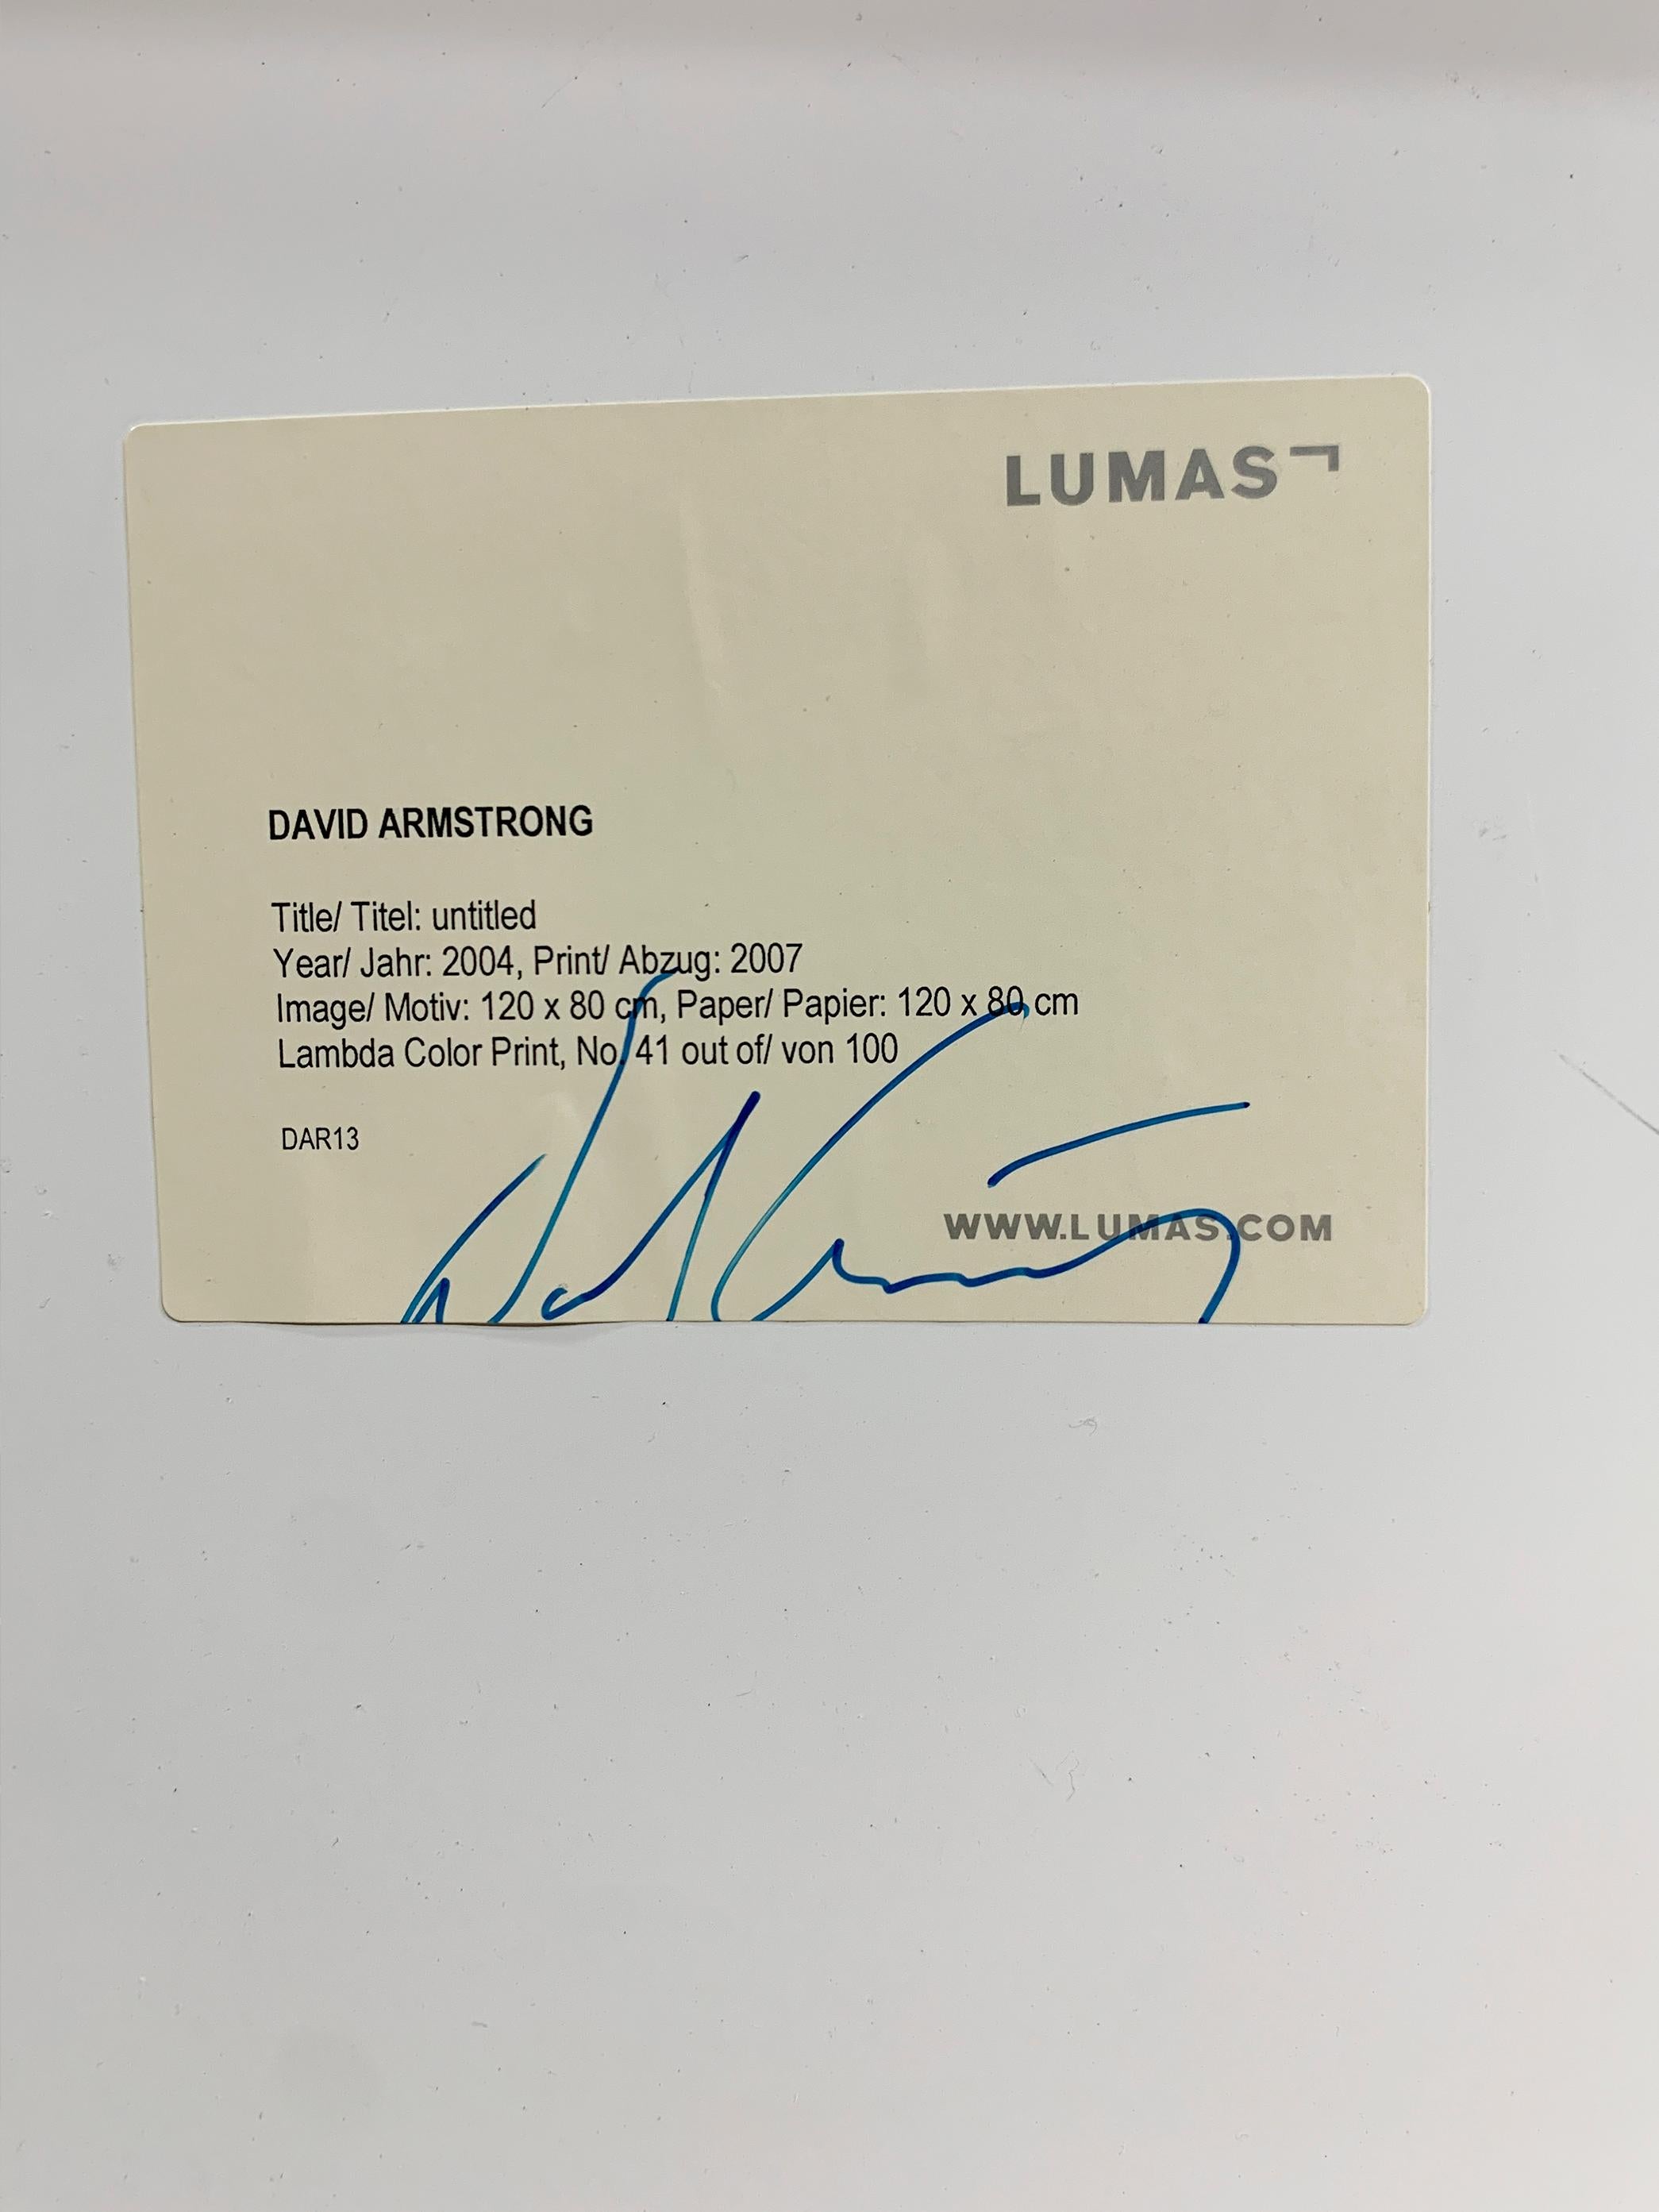 LUMAS
DAVID ARMSTRONG
Title/ Titel: untitled
Year/ Jahr: 2004, Print/ Abzug: 2007
Image/ Motiv: 120 x 80 cm, Paper/ Papier: 120 x 80 cm
Lambda Color Print, No. 41 out of/ von 100
DAR13
WWW.LUMAS.COM